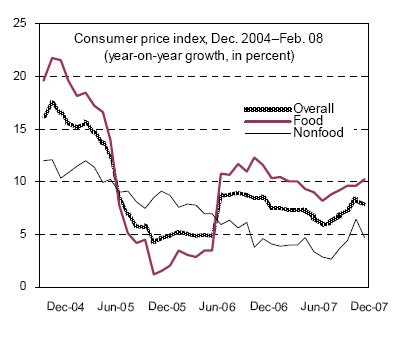 Consumer price index, Dec. 2004–Feb. 08
(year-on-year growth, in percent)
25
20
15
10
5
0
Overall
Food
Nonfood
Dec-04 Jun-05 Dec-05 Jun-06 Dec-06 Jun-07 Dec-07